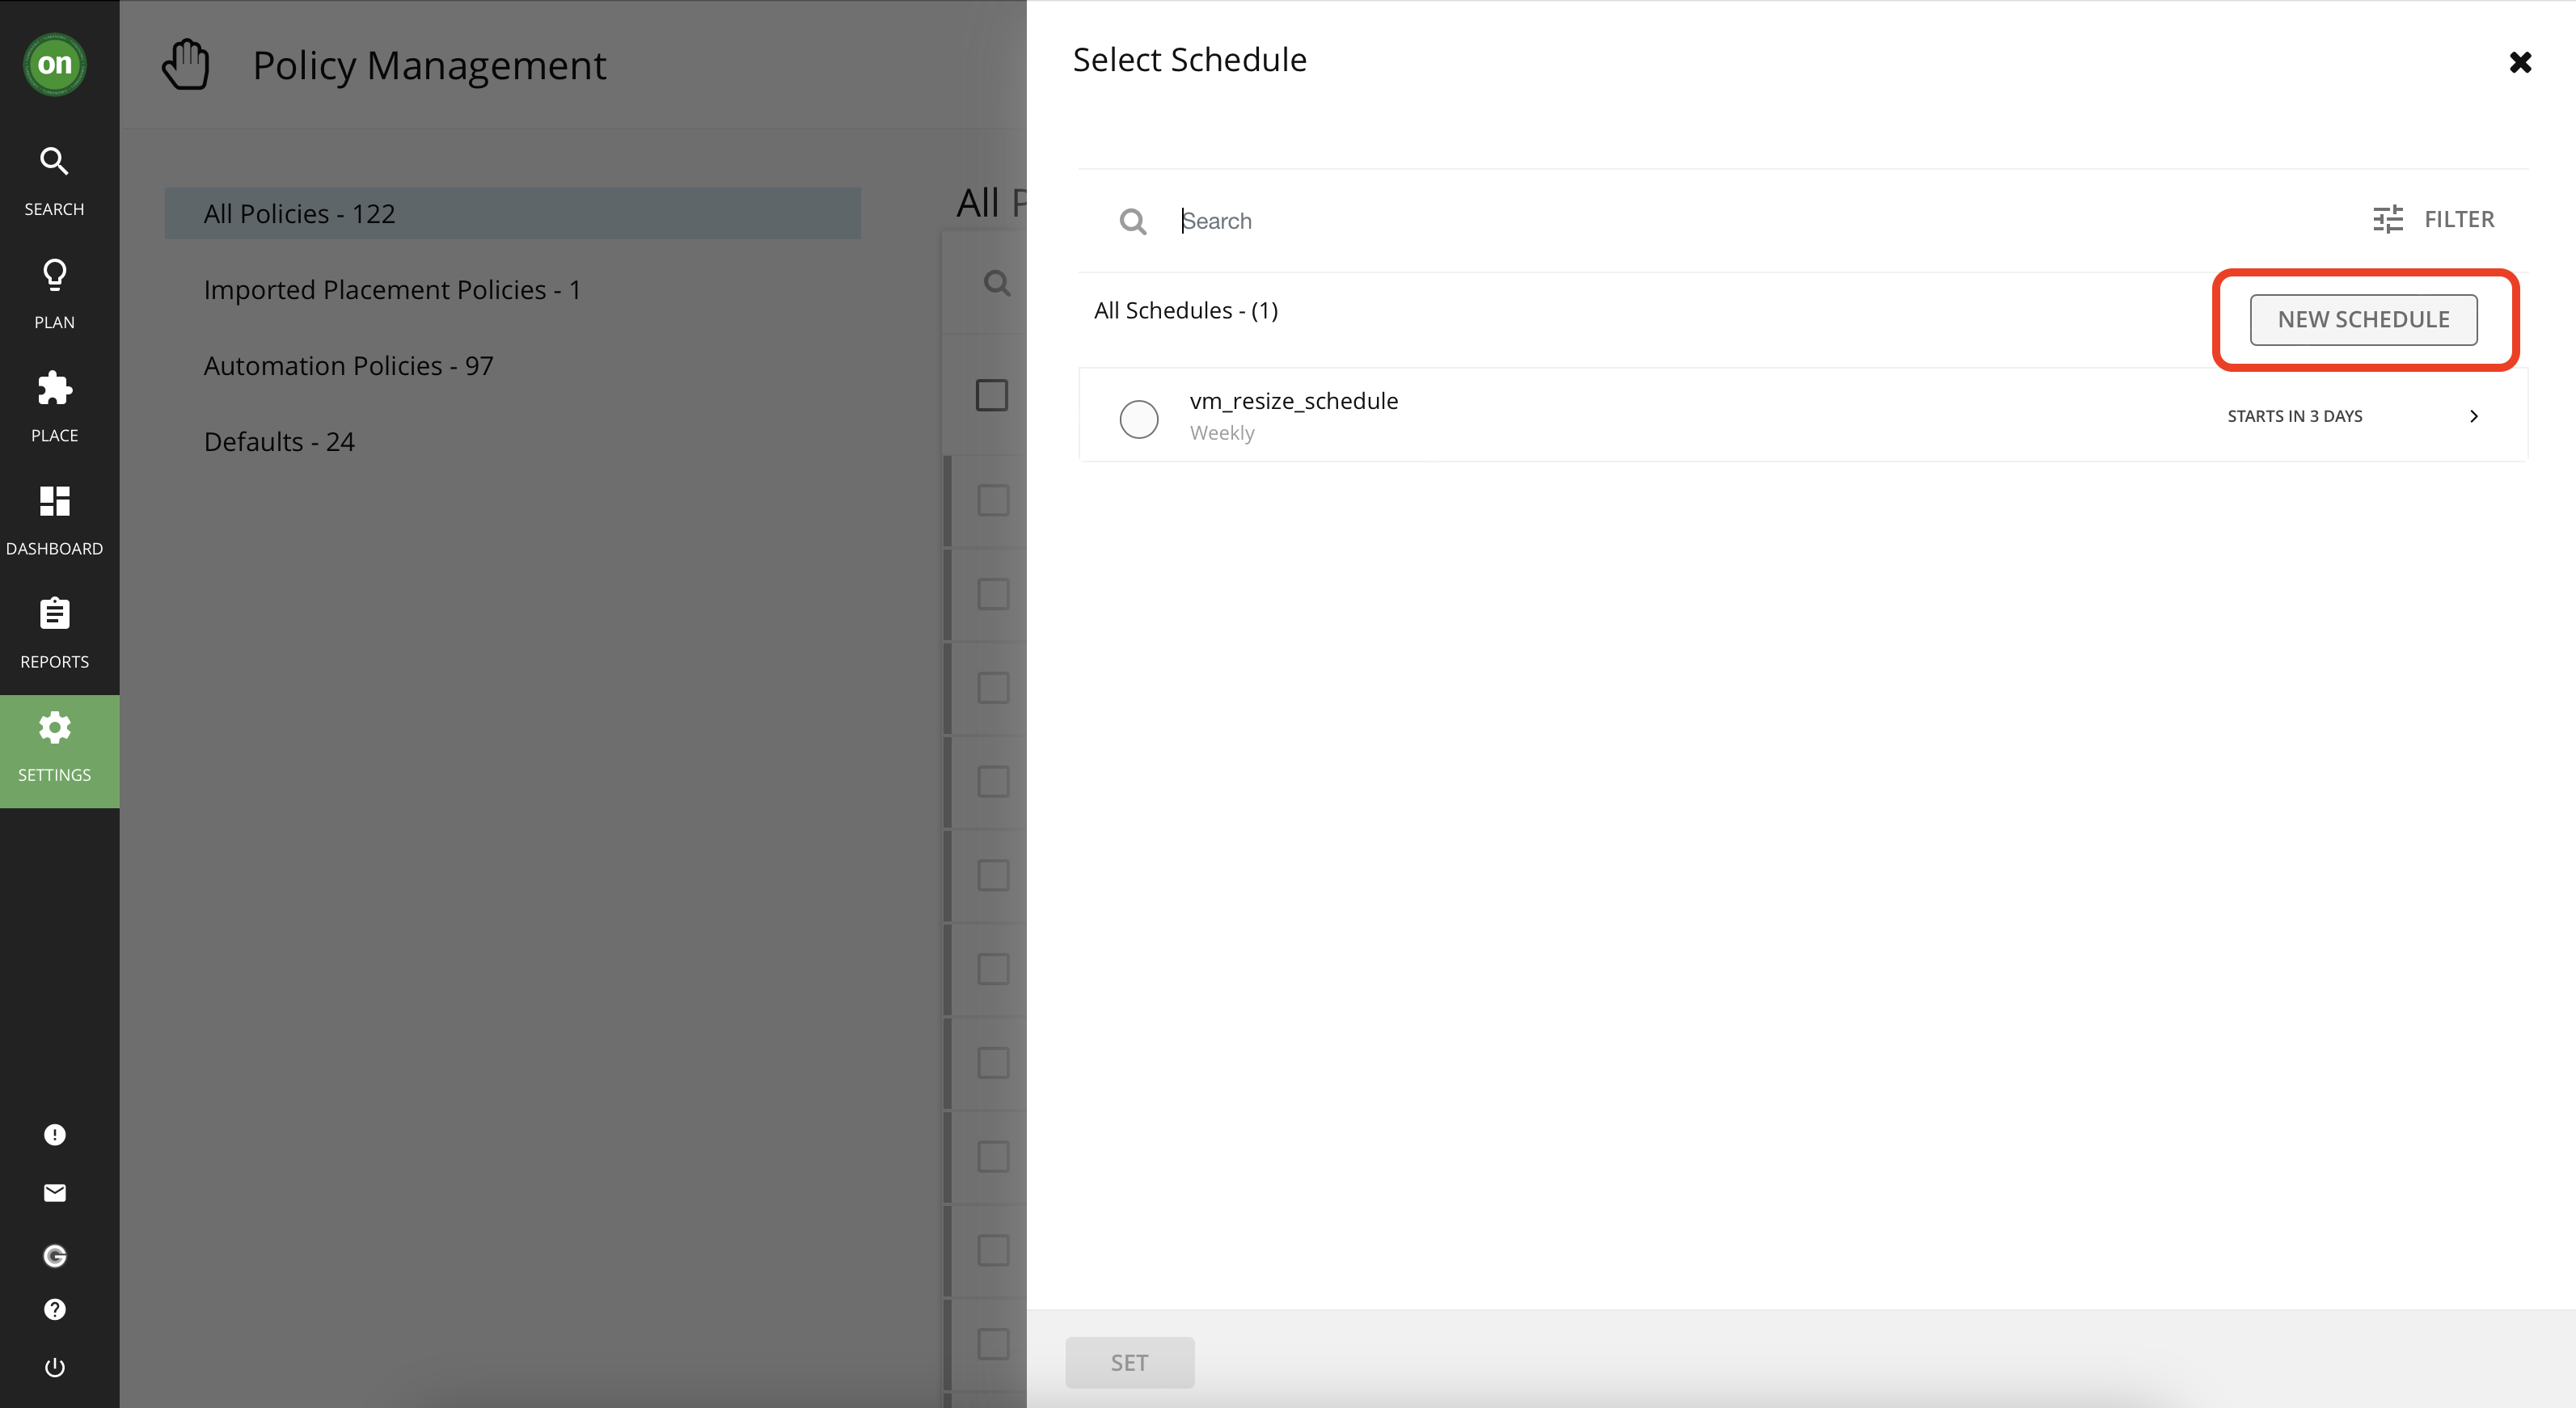 on
SEARCH
PLAN
PLACE
DASHBOARD
REPORTS
SETTINGS
Policy Management
All Policies - 122
Imported Placement Policies - 1
Automation Policies - 97
Defaults - 24
All P
Select Schedule
Search
FILTER
All Schedules - (1)
NEW SCHEDULE
vm_resize_schedule
Weekly
STARTS IN 3 DAYS
SET